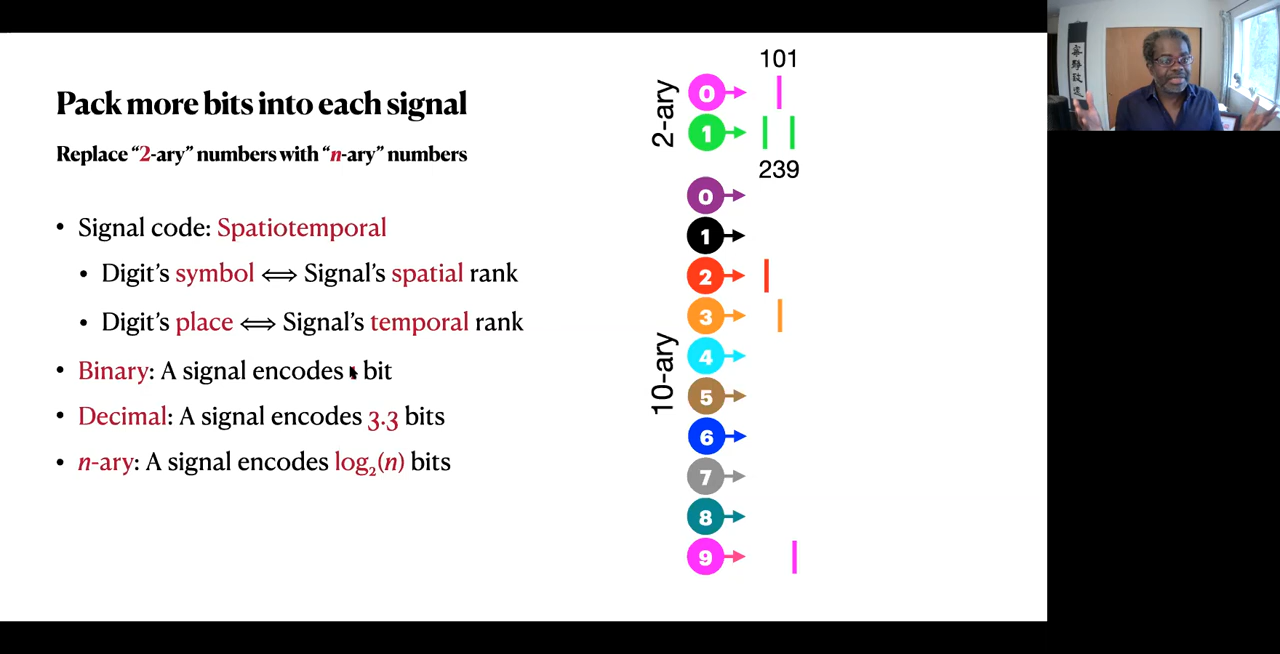 Pack more bits into each signal
Replace “2-ary” numbers with “n-ary” numbers
• Signal code: Spatiotemporal
• Digit’s symbol ⟺ Signal’s spatial rank
• Digit’s place ⟺ Signal’s temporal rank
• Binary: A signal encodes bit
• Decimal: A signal encodes 3.3 bits
• n-ary: A signal encodes log₂(n) bits
2-ary
101
0
1
239
10-ary
0
1
2
3
4
5
6
7
8
9